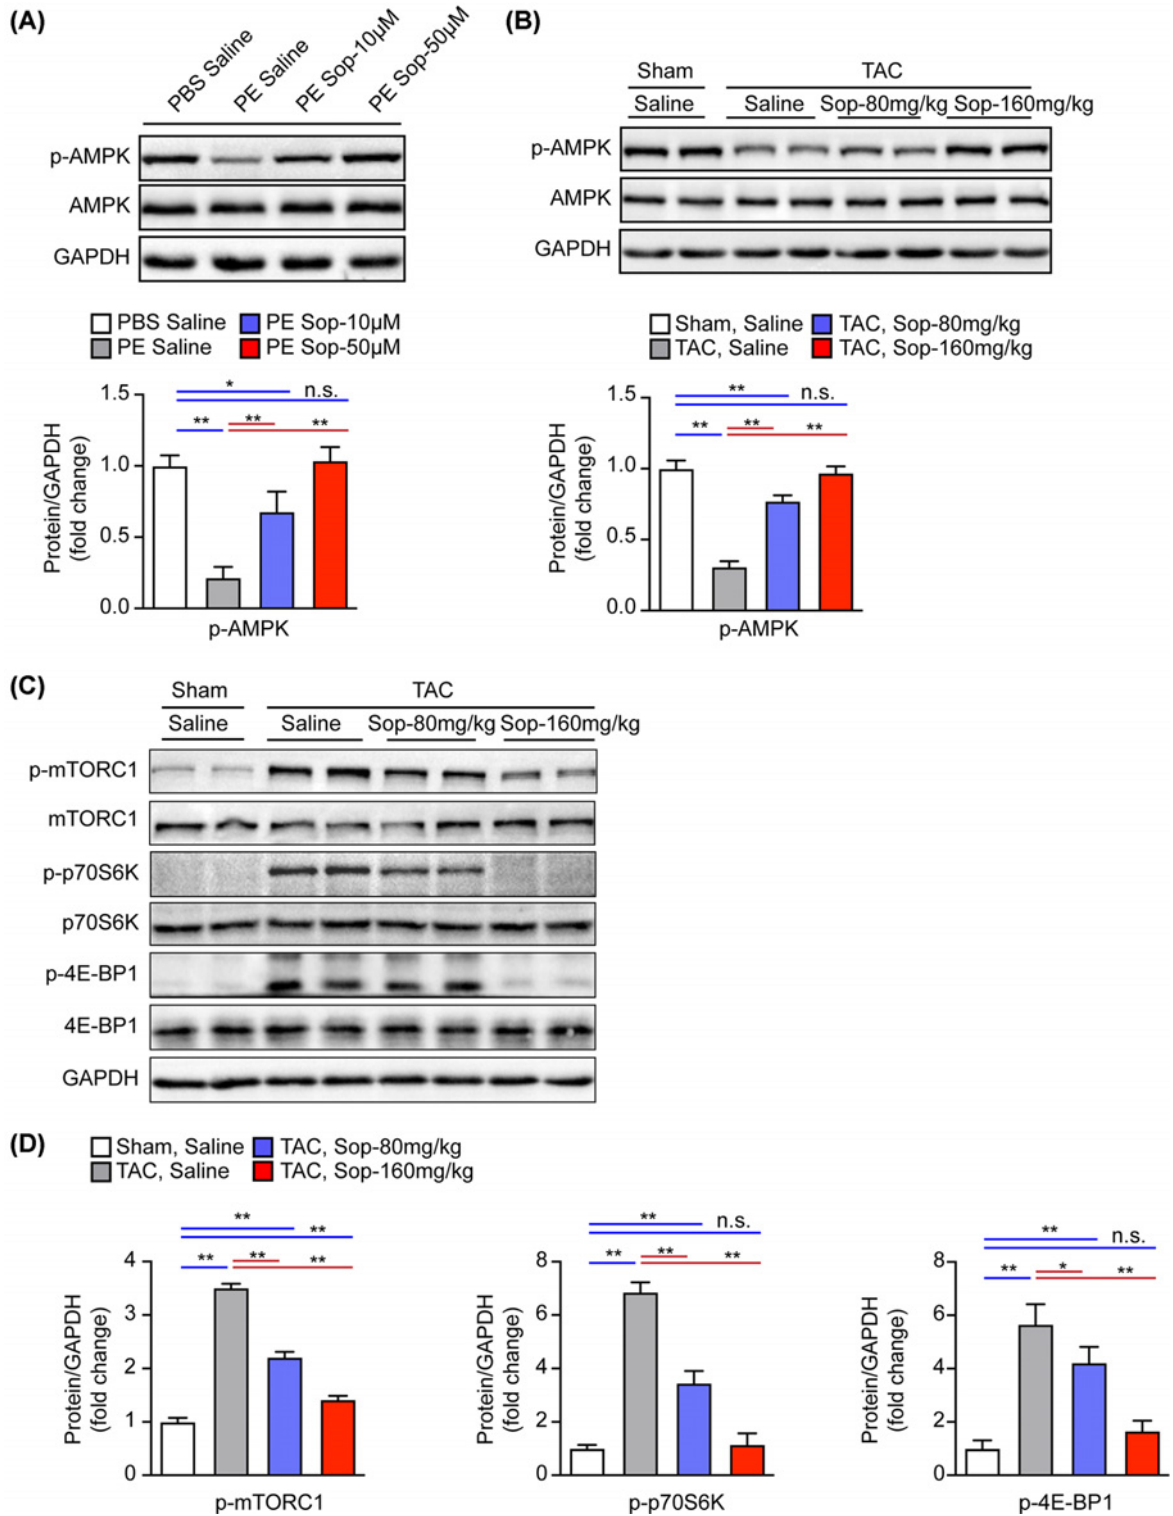 (A)
PBS Saline
PE Saline
PE Sop-10µM
PE Sop-50µM
p-AMPK
AMPK
GAPDH
PBS Saline PE Sop-10µM
PE Saline PE Sop-50µM
* n.s.
** ** **
Protein/GAPDH
(fold change)
1.5
1.0
0.5
0.0
p-AMPK
(B)
Sham TAC
Saline Saline Sop-80mg/kg Sop-160mg/kg
p-AMPK
AMPK
GAPDH
Sham, Saline TAC, Sop-80mg/kg
TAC, Saline TAC, Sop-160mg/kg
** n.s.
** ** **
Protein/GAPDH
(fold change)
1.5
1.0
0.5
0.0
p-AMPK
(C)
Sham TAC
Saline Saline Sop-80mg/kg Sop-160mg/kg
p-mTORC1
mTORC1
p-p70S6K
p70S6K
p-4E-BP1
4E-BP1
GAPDH
(D)
Sham, Saline TAC, Sop-80mg/kg
TAC, Saline TAC, Sop-160mg/kg
** **
** ** **
Protein/GAPDH
(fold change)
4
3
2
1
0
p-mTORC1
** n.s.
** ** **
Protein/GAPDH
(fold change)
8
6
4
2
0
p-p70S6K
** n.s.
** * **
Protein/GAPDH
(fold change)
8
6
4
2
0
p-4E-BP1